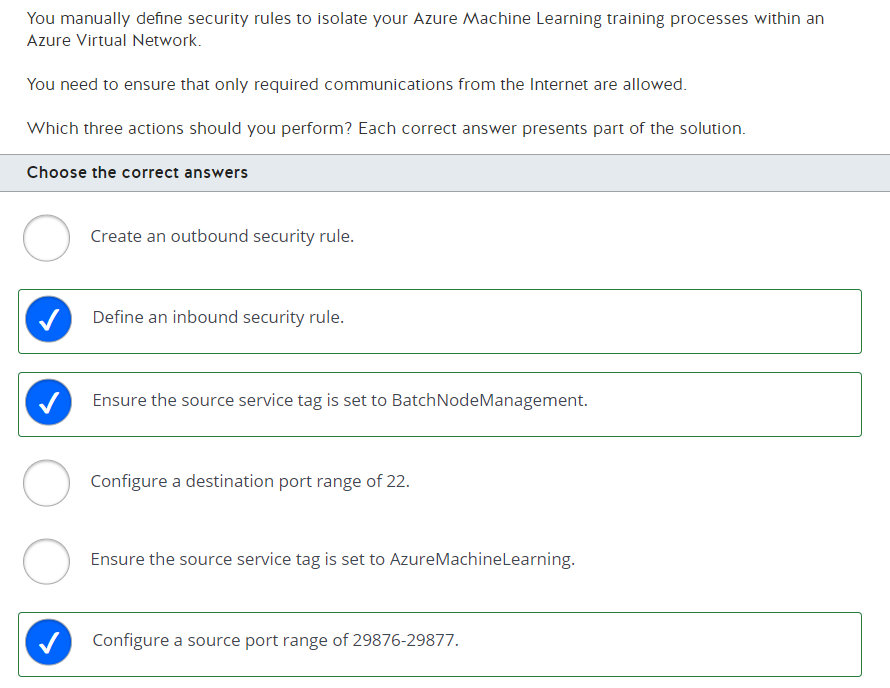 You manually define security rules to isolate your Azure Machine Learning training processes within an
Azure Virtual Network.
You need to ensure that only required communications from the Internet are allowed.
Which three actions should you perform? Each correct answer presents part of the solution.
Choose the correct answers
Create an outbound security rule.
Define an inbound security rule.
Ensure the source service tag is set to BatchNodeManagement.
Configure a destination port range of 22.
Ensure the source service tag is set to AzureMachineLearning.
Configure a source port range of 29876-29877.